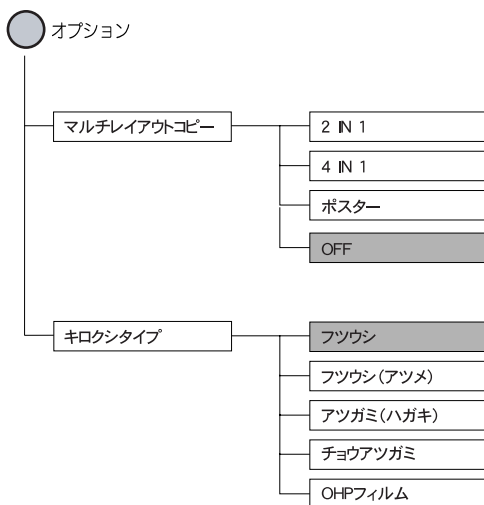 オプション
マルチレイアウトコピー
2 IN 1
4 IN 1
ポスター
OFF
キロクシタイプ
フツウシ
フツウシ(アツメ)
アツガミ(ハガキ)
チョウアツガミ
OHPフィルム